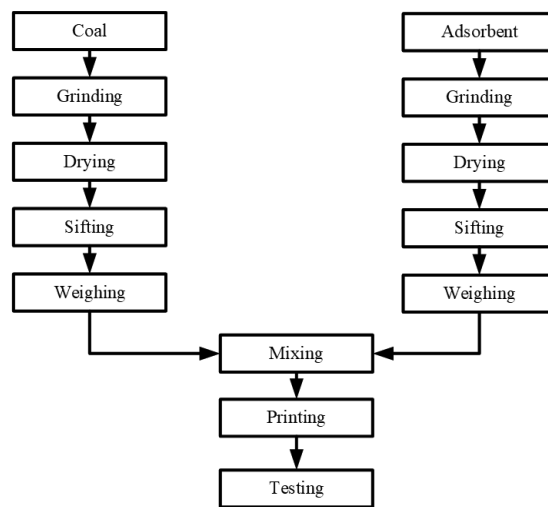 Coal
Grinding
Drying
Sifting
Weighing
Adsorbent
Grinding
Drying
Sifting
Weighing
Mixing
Printing
Testing